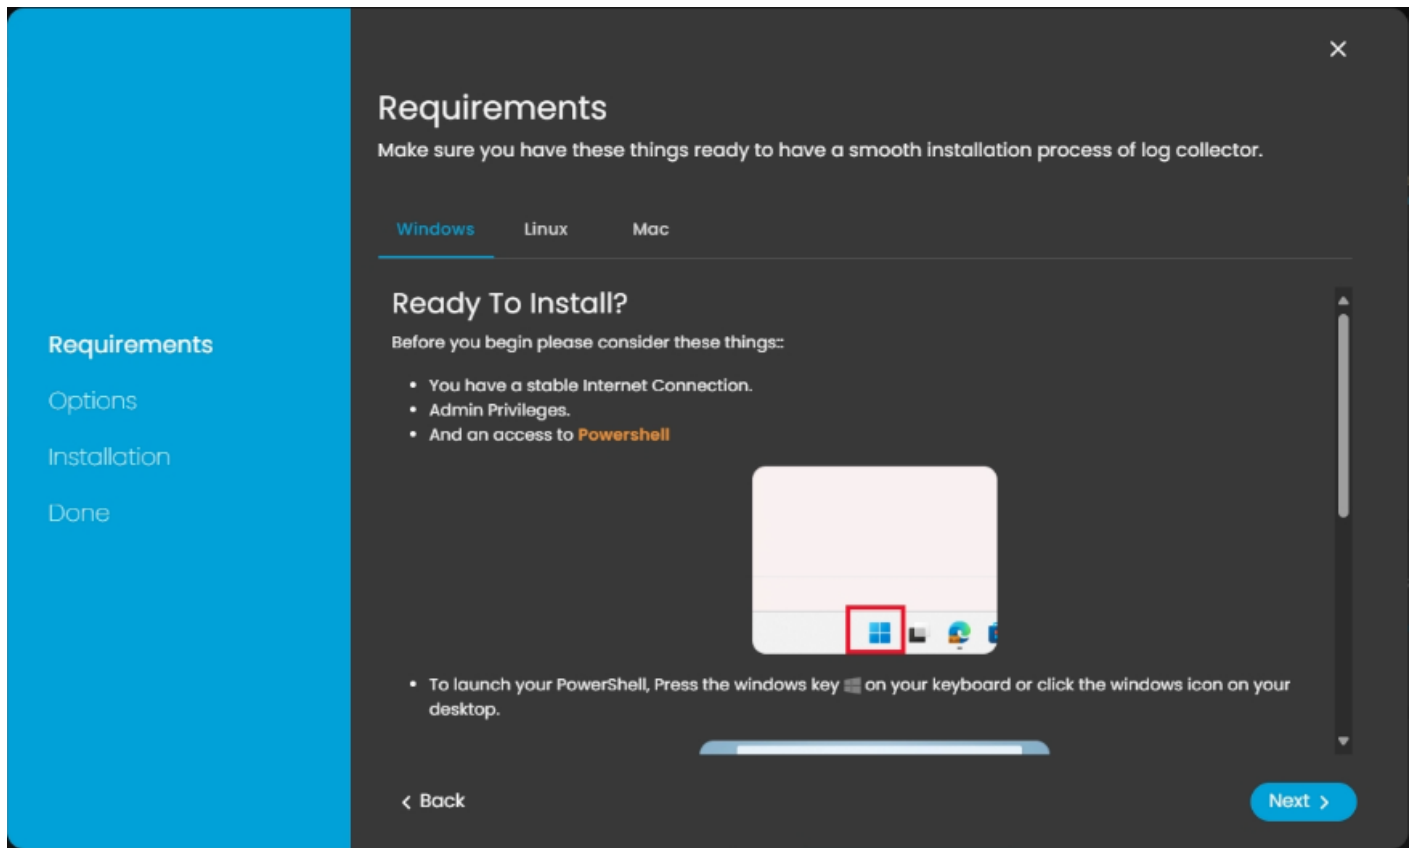 Requirements
Make sure you have these things ready to have a smooth installation process of log collector.
Windows Linux Mac
Ready To Install?
Before you begin please consider these things::
• You have a stable Internet Connection.
• Admin Privileges.
• And an access to Powershell
• To launch your PowerShell, Press the windows key on your keyboard or click the windows icon on your
desktop.
Requirements
Options
Installation
Done
Back
Next